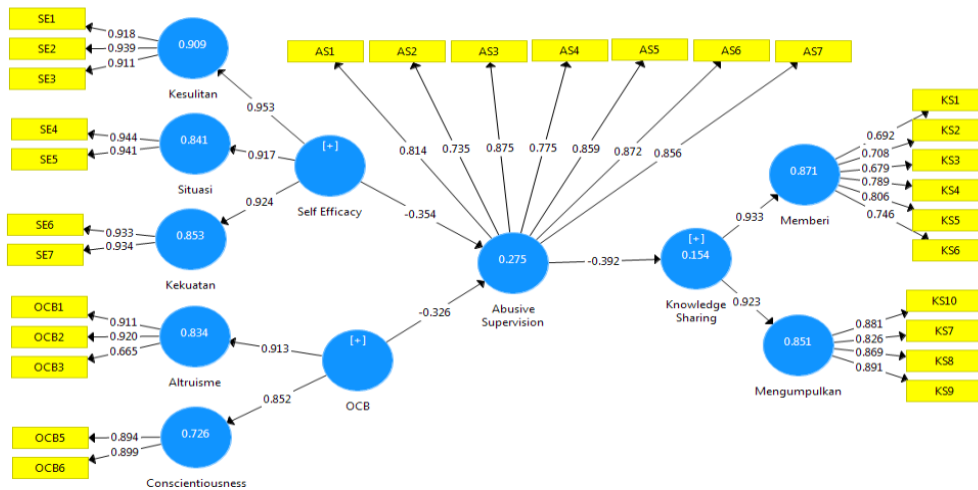 SE1
SE2
SE3
0.918
0.939
0.911
0.909
Kesulitan
0.953
SE4
SE5
0.944
0.941
0.841
Situasi
0.917
[+]
Self Efficacy
SE6
SE7
0.933
0.934
0.853
Kekuatan
0.924
OCB1
OCB2
OCB3
0.911
0.920
0.665
0.834
Altruisme
0.913
[+]
OCB
OCB5
OCB6
0.894
0.899
0.726
Conscientiousness
0.852
-0.354
-0.326
AS1
AS2
AS3
AS4
AS5
AS6
AS7
0.814
0.735
0.875
0.775
0.859
0.872
0.856
0.275
Abusive
Supervision
-0.392
[+]
0.154
Knowledge
Sharing
0.933
0.923
0.871
Memberi
0.692
0.708
0.679
0.789
0.806
0.746
KS1
KS2
KS3
KS4
KS5
KS6
0.851
Mengumpulkan
0.881
0.826
0.869
0.891
KS10
KS7
KS8
KS9